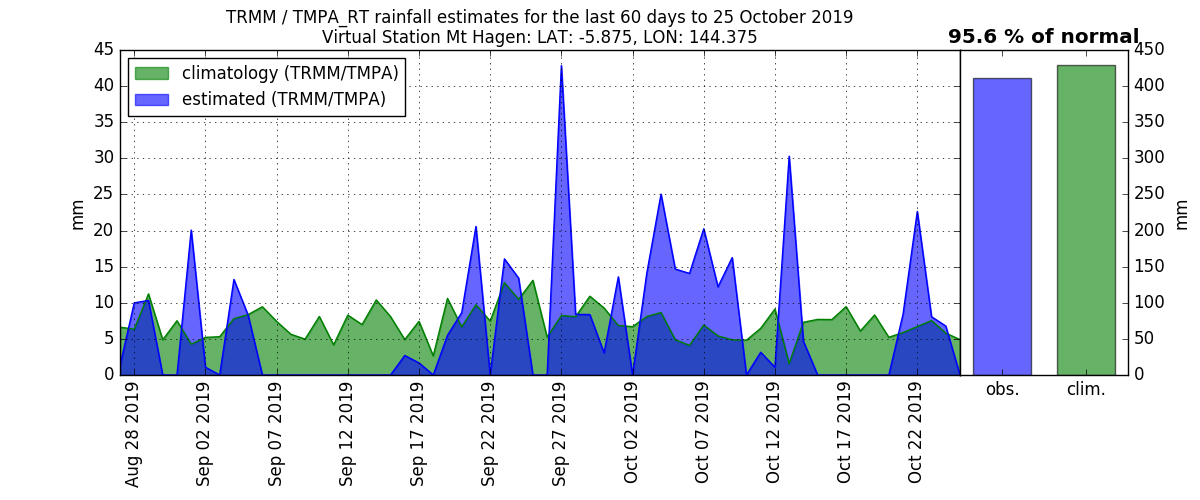 TRMM / TMPA_RT rainfall estimates for the last 60 days to 25 October 2019
Virtual Station Mt Hagen: LAT: -5.875, LON: 144.375
95.6 % of normal
climatology (TRMM/TMPA)
estimated (TRMM/TMPA)
45
40
35
30
25
20
15
10
5
0
mm
Aug 28 2019
Sep 02 2019
Sep 07 2019
Sep 12 2019
Sep 17 2019
Sep 22 2019
Sep 27 2019
Oct 02 2019
Oct 07 2019
Oct 12 2019
Oct 17 2019
Oct 22 2019
450
400
350
300
250
200
150
100
50
0
mm
obs.
clim.